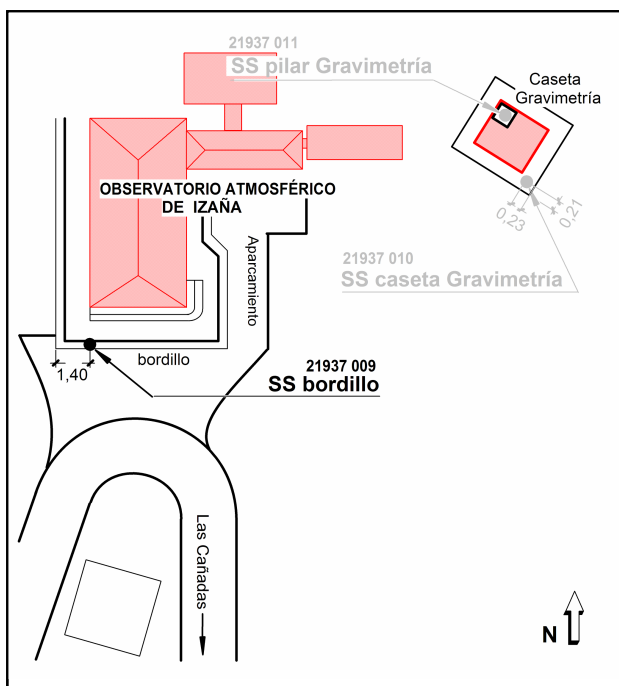 21937 011
SS pilar Gravimetría
Caseta
Gravimetría
OBSERVATORIO ATMOSFÉRICO
DE IZAÑA
0,23
0,21
Aparcamiento
21937 010
SS caseta Gravimetría
bordillo
1,40
21937 009
SS bordillo
Las Cañadas
N